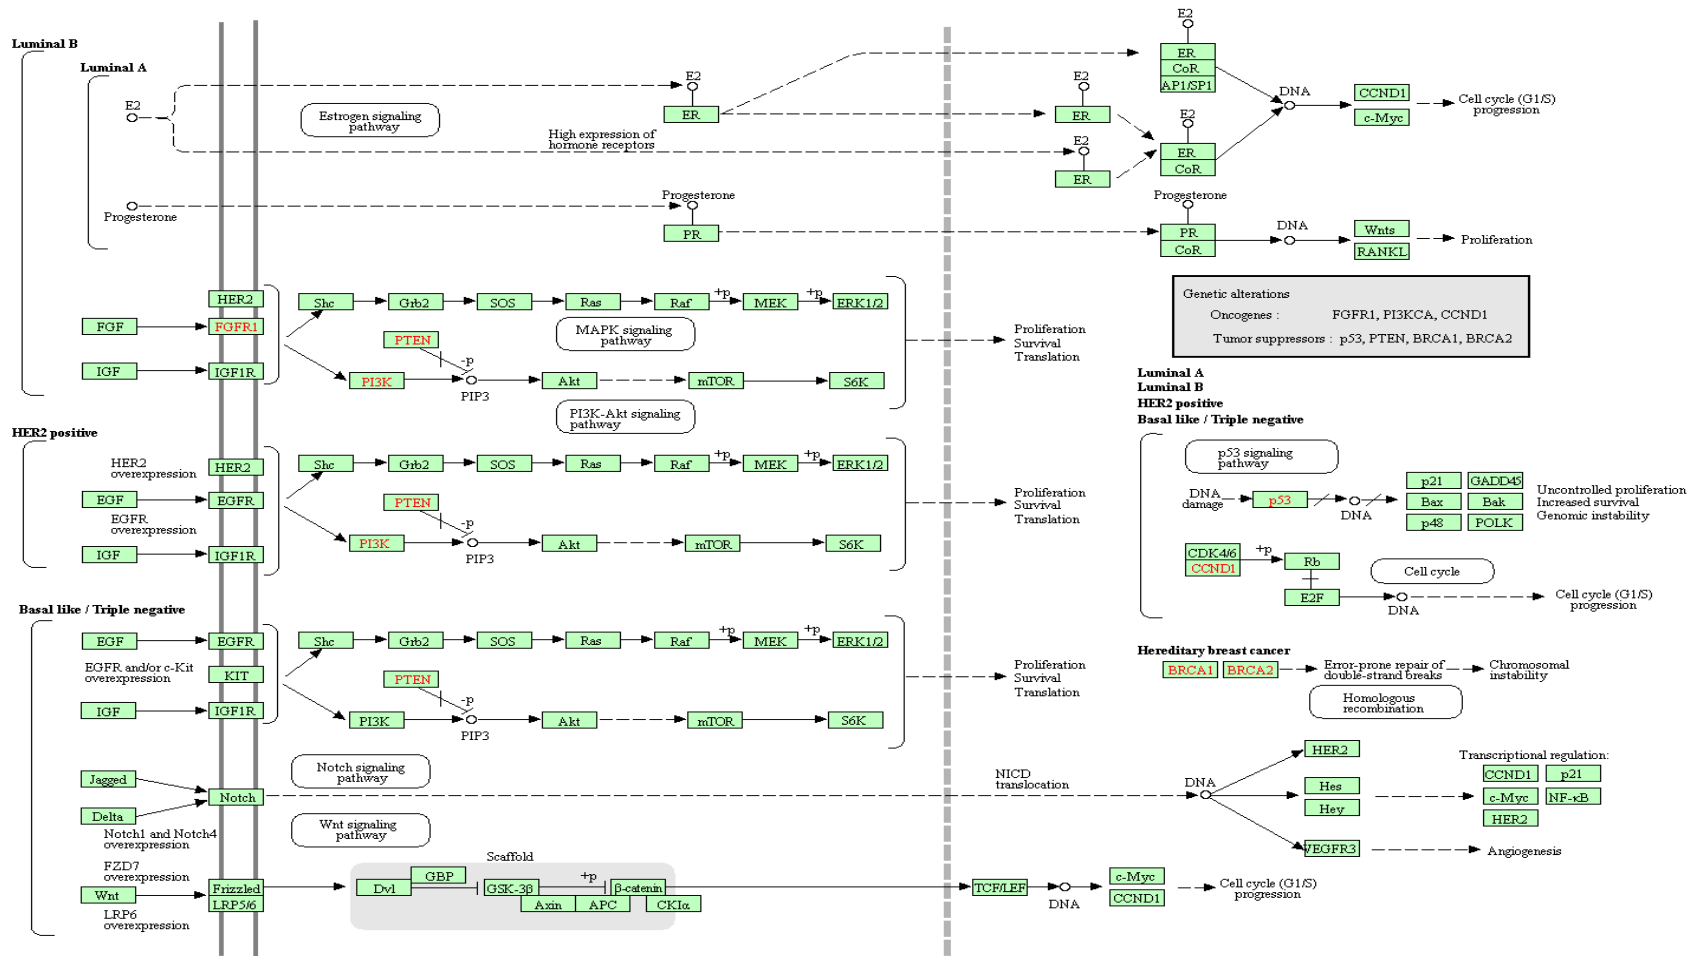 Luminal B
Luminal A
E2
Estrogen signaling
pathway
High expression of
hormone receptors
E2
ER
E2
ER
E2
ER
E2
ER
CoR
AP1/SP1
E2
ER
CoR
DNA
CCND1
c-Myc
Cell cycle (G1/S)
progression
Progesterone
Progesterone
PR
Progesterone
PR
CoR
DNA
Wnts
RANKL
Proliferation
HER2
FGF
FGFR1
IGF
IGF1R
Shc
Grb2
SOS
Ras
Raf
+p
MEK
+p
ERK1/2
MAPK signaling
pathway
PTEN
-p
PI3K
PIP3
Akt
mTOR
S6K
PI3K-Akt signaling
pathway
Proliferation
Survival
Translation
Genetic alterations
Oncogenes : FGFR1, PI3KCA, CCND1
Tumor suppressors : p53, PTEN, BRCA1, BRCA2
HER2 positive
HER2
overexpression
HER2
EGF
EGFR
EGFR
overexpression
IGF
IGF1R
Shc
Grb2
SOS
Ras
Raf
+p
MEK
+p
ERK1/2
PTEN
-p
PI3K
PIP3
Akt
mTOR
S6K
Proliferation
Survival
Translation
Luminal A
Luminal B
HER2 positive
Basal like / Triple negative
p53 signaling
pathway
DNA
damage
p53
DNA
p21
GADD45
Bax
Bak
p48
POLK
Uncontrolled proliferation
Increased survival
Genomic instability
CDK4/6
CCND1
+p
Rb
E2F
Cell cycle
DNA
Cell cycle (G1/S)
progression
Basal like / Triple negative
EGF
EGFR
EGFR and/or c-Kit
overexpression
KIT
IGF
IGF1R
Shc
Grb2
SOS
Ras
Raf
+p
MEK
+p
ERK1/2
PTEN
-p
PI3K
PIP3
Akt
mTOR
S6K
Proliferation
Survival
Translation
Hereditary breast cancer
BRCA1
BRCA2
Error-prone repair of
double-strand breaks
Chromosomal
instability
Homologous
recombination
Jagged
Delta
Notch
Notch1 and Notch4
overexpression
Notch signaling
pathway
NICD
translocation
DNA
HER2
Hes
Hey
VEGFR3
Transcriptional regulation:
CCND1
p21
c-Myc
NF-κB
HER2
Angiogenesis
Wnt signaling
pathway
FZD7
overexpression
Wnt
LRP6
overexpression
Frizzled
LRP5/6
Scaffold
Dvl
GBP
GSK-3β
+p
β-catenin
Axin
APC
CKIα
TCF/LEF
DNA
c-Myc
CCND1
Cell cycle (G1/S)
progression